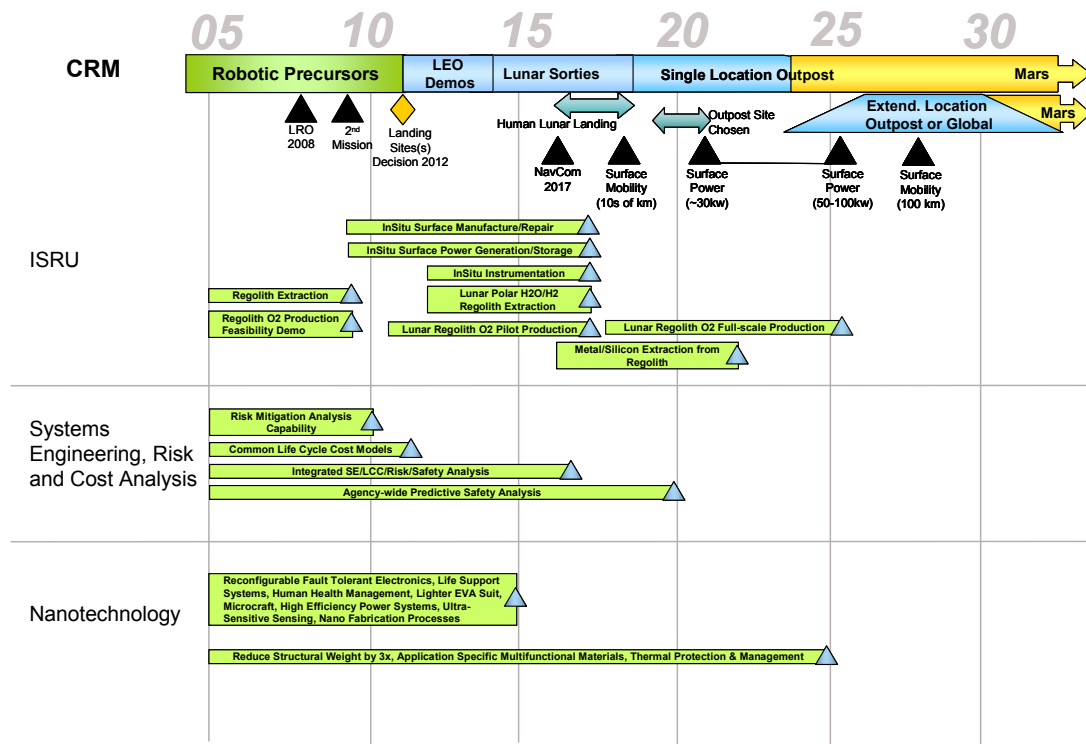 05 10 15 20 25 30
CRM
Robotic Precursors
LEO
Demos
Lunar Sorties
Single Location Outpost
Mars
LRO
2008
2nd
Mission
Landing
Sites(s)
Decision 2012
Human Lunar Landing
Outpost Site
Chosen
Extend. Location
Outpost or Global
Mars
NavCom
2017
Surface
Mobility
(10s of km)
Surface
Power
(~30kw)
Surface
Power
(50-100kw)
Surface
Mobility
(100 km)
ISRU
InSitu Surface Manufacture/Repair
InSitu Surface Power Generation/Storage
InSitu Instrumentation
Regolith Extraction
Lunar Polar H2O/H2
Regolith Extraction
Regolith O2 Production
Feasibility Demo
Lunar Regolith O2 Pilot Production
Lunar Regolith O2 Full-scale Production
Metal/Silicon Extraction from
Regolith
Systems
Engineering, Risk
and Cost Analysis
Risk Mitigation Analysis
Capability
Common Life Cycle Cost Models
Integrated SE/LCC/Risk/Safety Analysis
Agency-wide Predictive Safety Analysis
Nanotechnology
Reconfigurable Fault Tolerant Electronics, Life Support
Systems, Human Health Management, Lighter EVA Suit,
Microcraft, High Efficiency Power Systems, Ultra-
Sensitive Sensing, Nano Fabrication Processes
Reduce Structural Weight by 3x, Application Specific Multifunctional Materials, Thermal Protection & Management